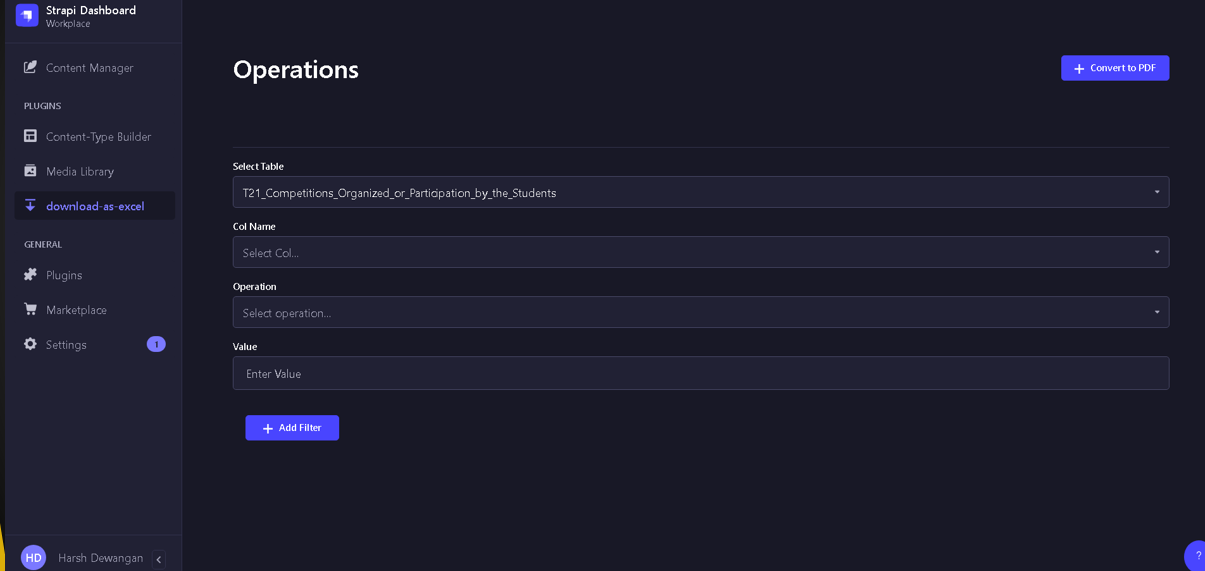 Strapi Dashboard
Workplace
Content Manager
PLUGINS
Content-Type Builder
Media Library
download-as-excel
GENERAL
Plugins
Marketplace
Settings
1
HD
Harsh Dewangan
Operations
Convert to PDF
Select Table
T21_Competitions_Organized_or_Participation_by_the_Students
Col Name
Select Col...
Operation
Select operation...
Value
Enter Value
Add Filter
?